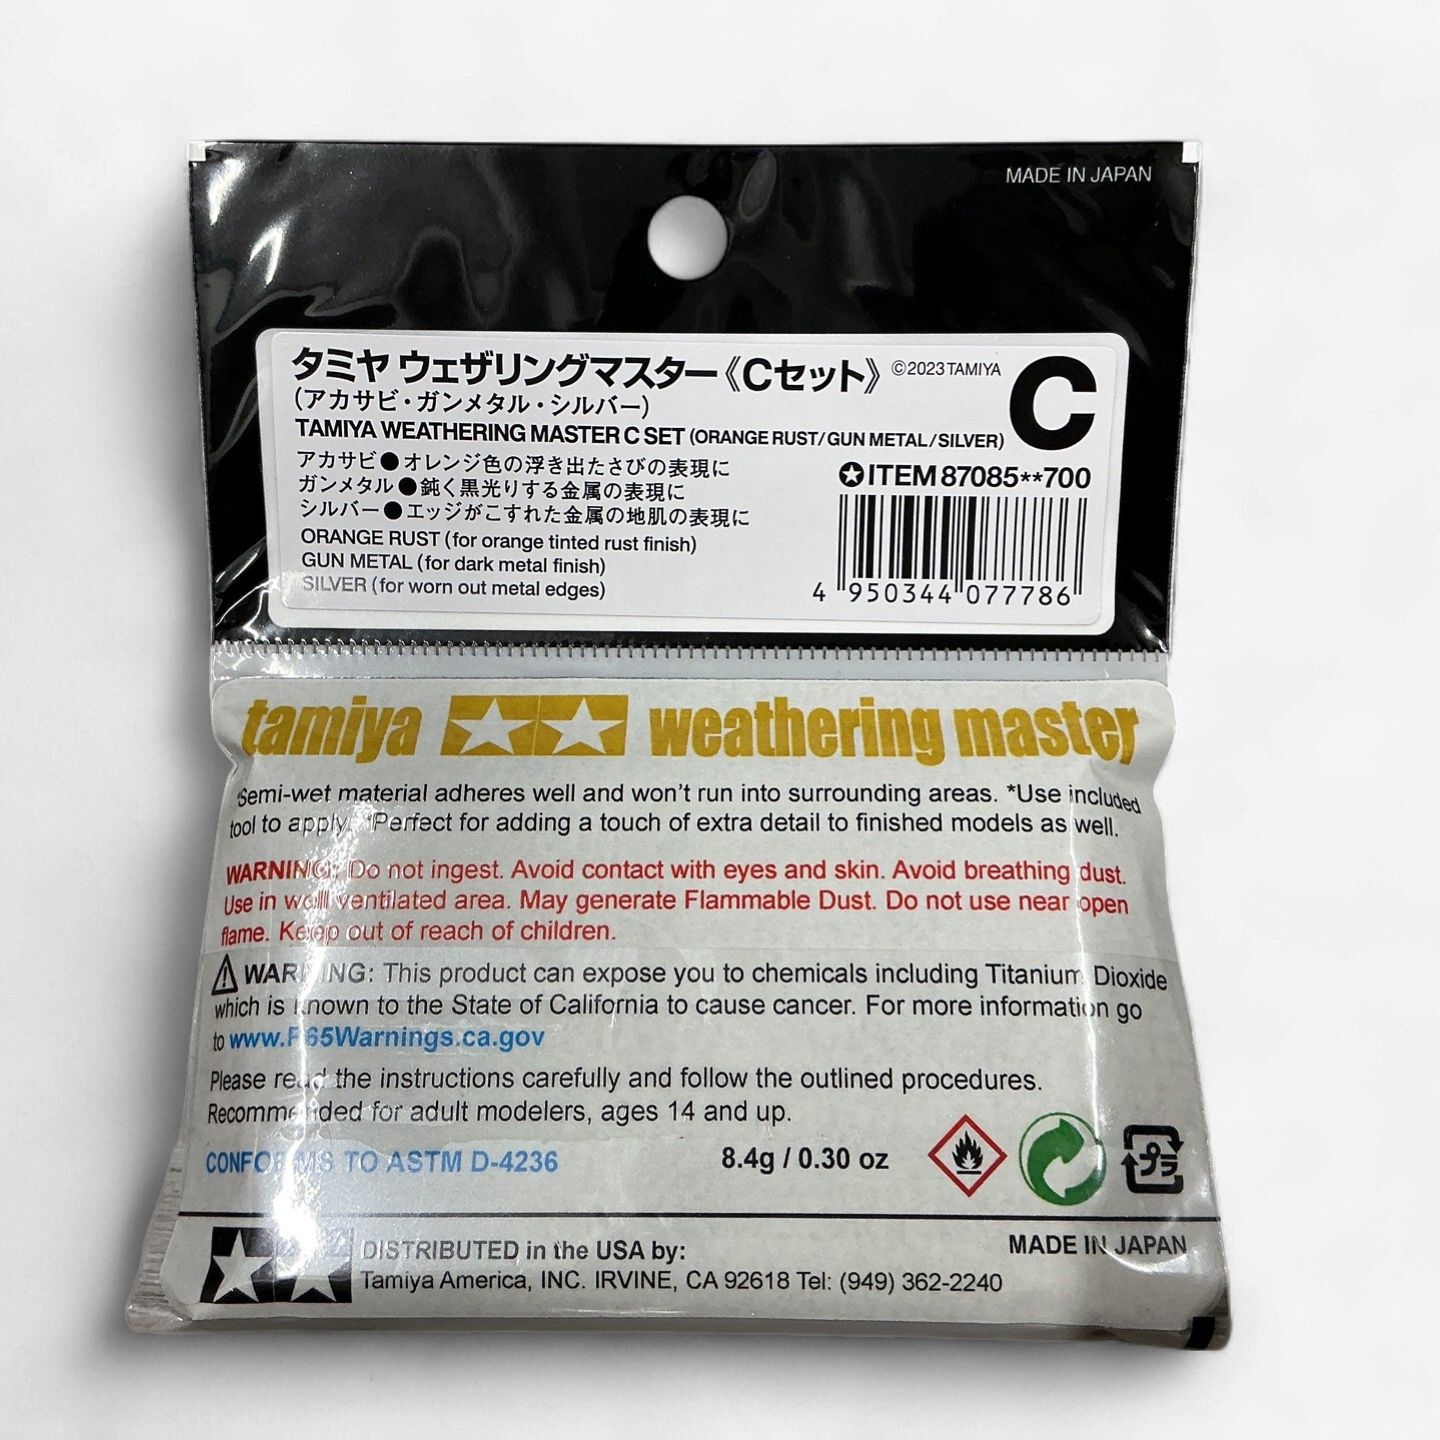 MADE IN JAPAN
タミヤ ウェザリングマスター《Cセット》 ©2023 TAMIYA C
(アカサビ・ガンメタル・シルバー)
TAMIYA WEATHERING MASTER C SET (ORANGE RUST/GUN METAL/SILVER)
アカサビ●オレンジ色の浮き出たさびの表現に
ガンメタル●鈍く黒光りする金属の表現に
シルバー●エッジがこすれた金属の地肌の表現に
ITEM 87085**700
ORANGE RUST (for orange tinted rust finish)
GUN METAL (for dark metal finish)
SILVER (for worn out metal edges)
4 950344 077786
tamiya weathering master
*Semi-wet material adheres well and won't run into surrounding areas. *Use included
tool to apply. *Perfect for adding a touch of extra detail to finished models as well.
WARNING: Do not ingest. Avoid contact with eyes and skin. Avoid breathing dust.
Use in well ventilated area. May generate Flammable Dust. Do not use near open
flame. Keep out of reach of children.
WARNING: This product can expose you to chemicals including Titanium Dioxide
which is known to the State of California to cause cancer. For more information go
to www.P65Warnings.ca.gov
Please read the instructions carefully and follow the outlined procedures.
Recommended for adult modelers, ages 14 and up.
CONFORMS TO ASTM D-4236 8.4g / 0.30 oz
プラ
DISTRIBUTED in the USA by: MADE IN JAPAN
Tamiya America, INC. IRVINE, CA 92618 Tel: (949) 362-2240